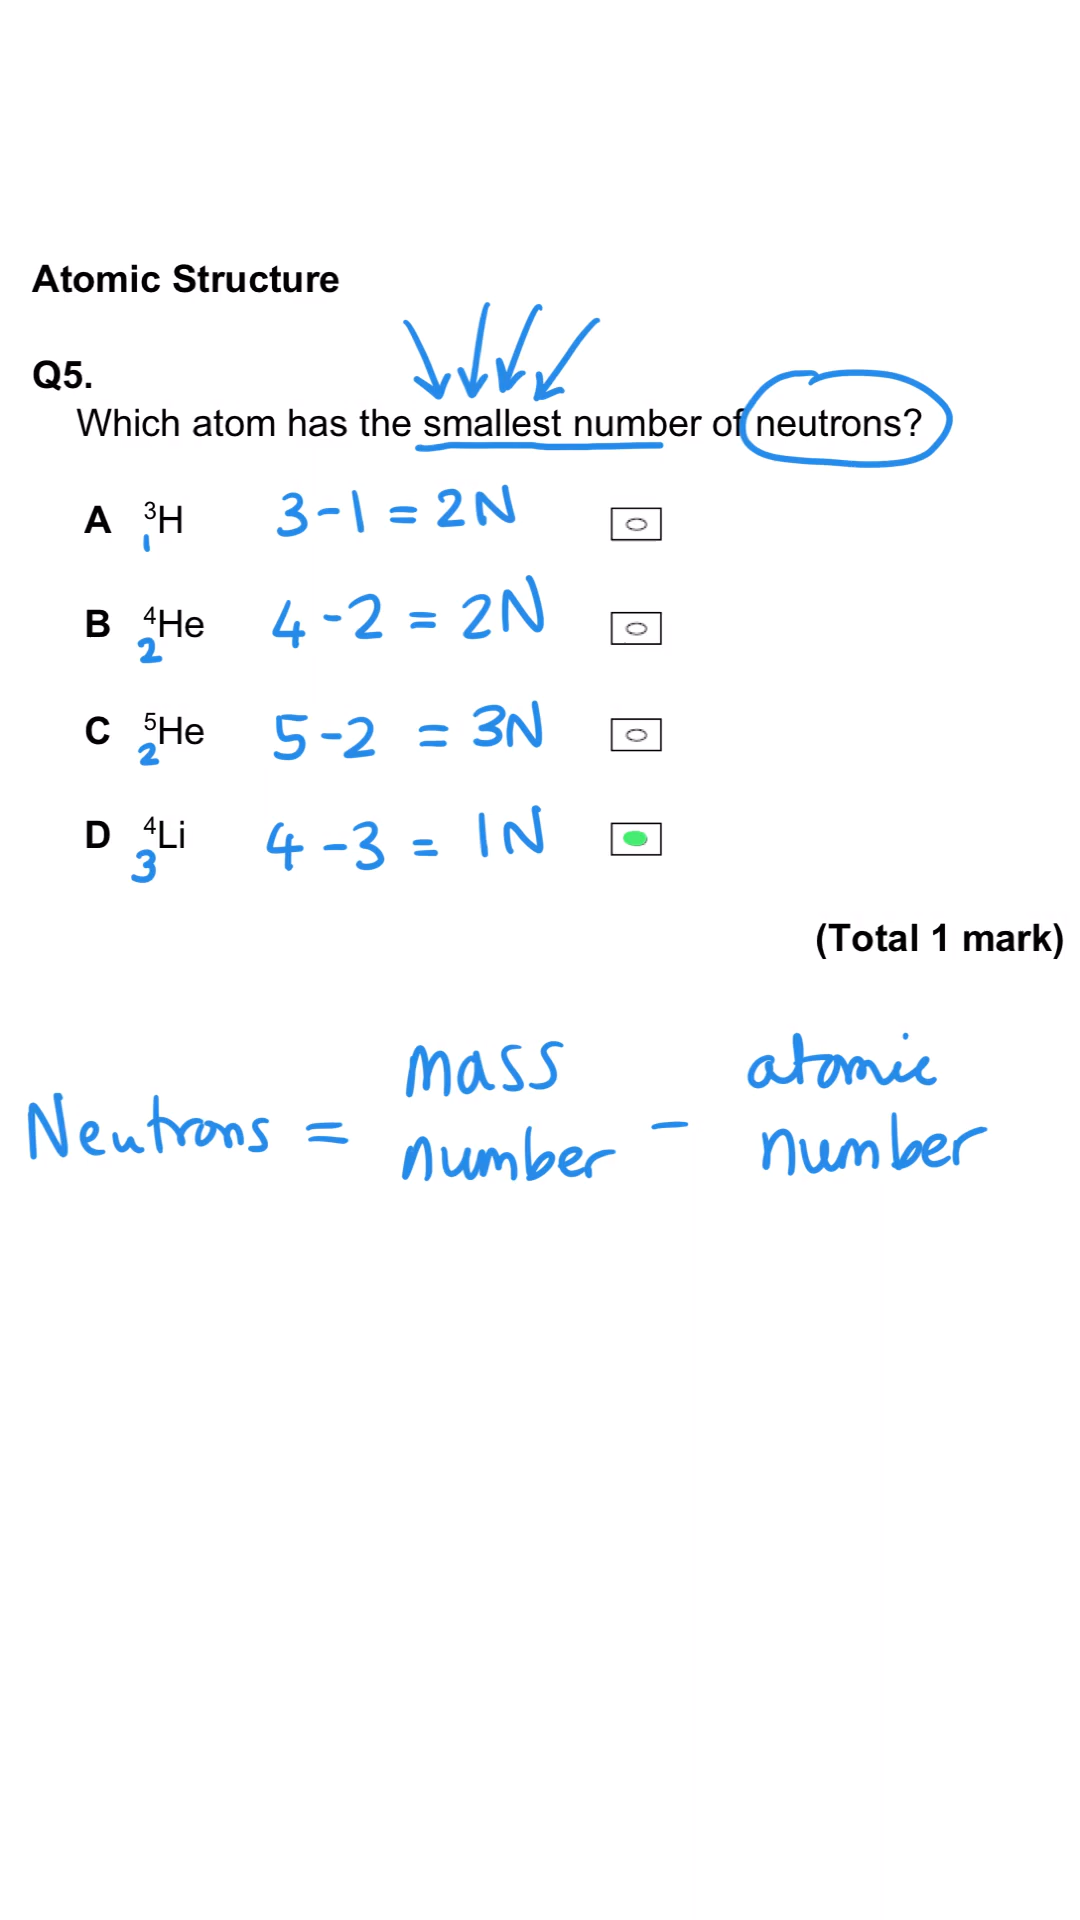 Atomic Structure
Q5.
Which atom has the smallest number of neutrons?
A ³₁H 3-1 = 2N
B ⁴₂He 4-2 = 2N
C ⁵₂He 5-2 = 3N
D ⁴₃Li 4-3 = 1N
(Total 1 mark)
Neutrons = mass number - atomic number